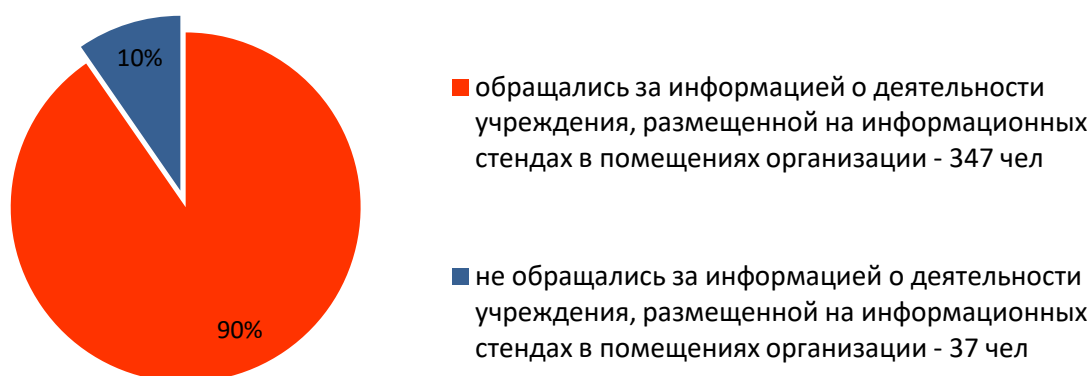 10%
90%
обращались за информацией о деятельности
учреждения, размещенной на информационных
стендах в помещениях организации - 347 чел
не обращались за информацией о деятельности
учреждения, размещенной на информационных
стендах в помещениях организации - 37 чел